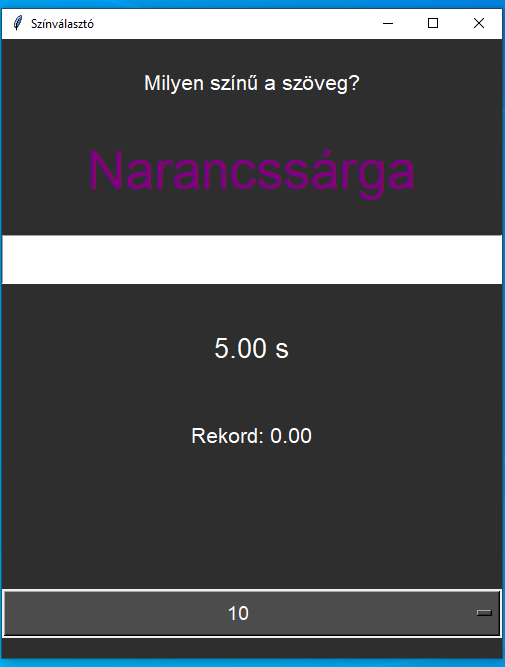 Színválasztó
Milyen színű a szöveg?
Narancssárga
5.00 s
Rekord: 0.00
10